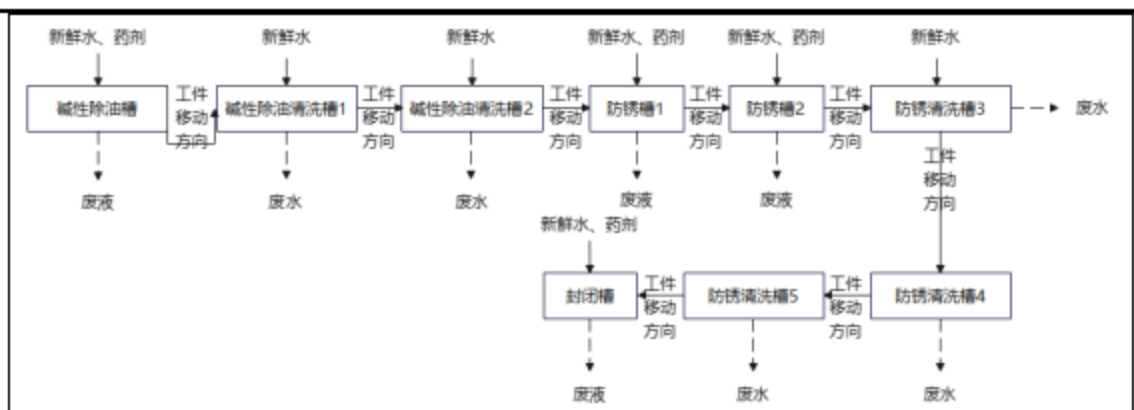 新鲜水、药剂
新鲜水
新鲜水
新鲜水、药剂
新鲜水、药剂
新鲜水
碱性除油槽
工件
移动
方向
碱性除油清洗槽1
工件
移动
方向
碱性除油清洗槽2
工件
移动
方向
防锈槽1
工件
移动
方向
防锈槽2
工件
移动
方向
防锈清洗槽3
废水
废液
废水
废水
废液
废液
工件
移动
方向
新鲜水、药剂
封闭槽
工件
移动
方向
防锈清洗槽5
工件
移动
方向
防锈清洗槽4
废液
废水
废水